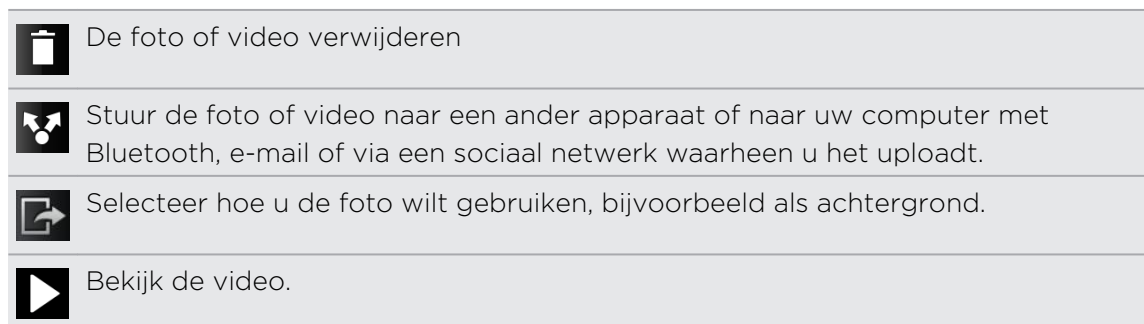 De foto of video verwijderen
Stuur de foto of video naar een ander apparaat of naar uw computer met
Bluetooth, e-mail of via een sociaal netwerk waarheen u het uploadt.
Selecteer hoe u de foto wilt gebruiken, bijvoorbeeld als achtergrond.
Bekijk de video.